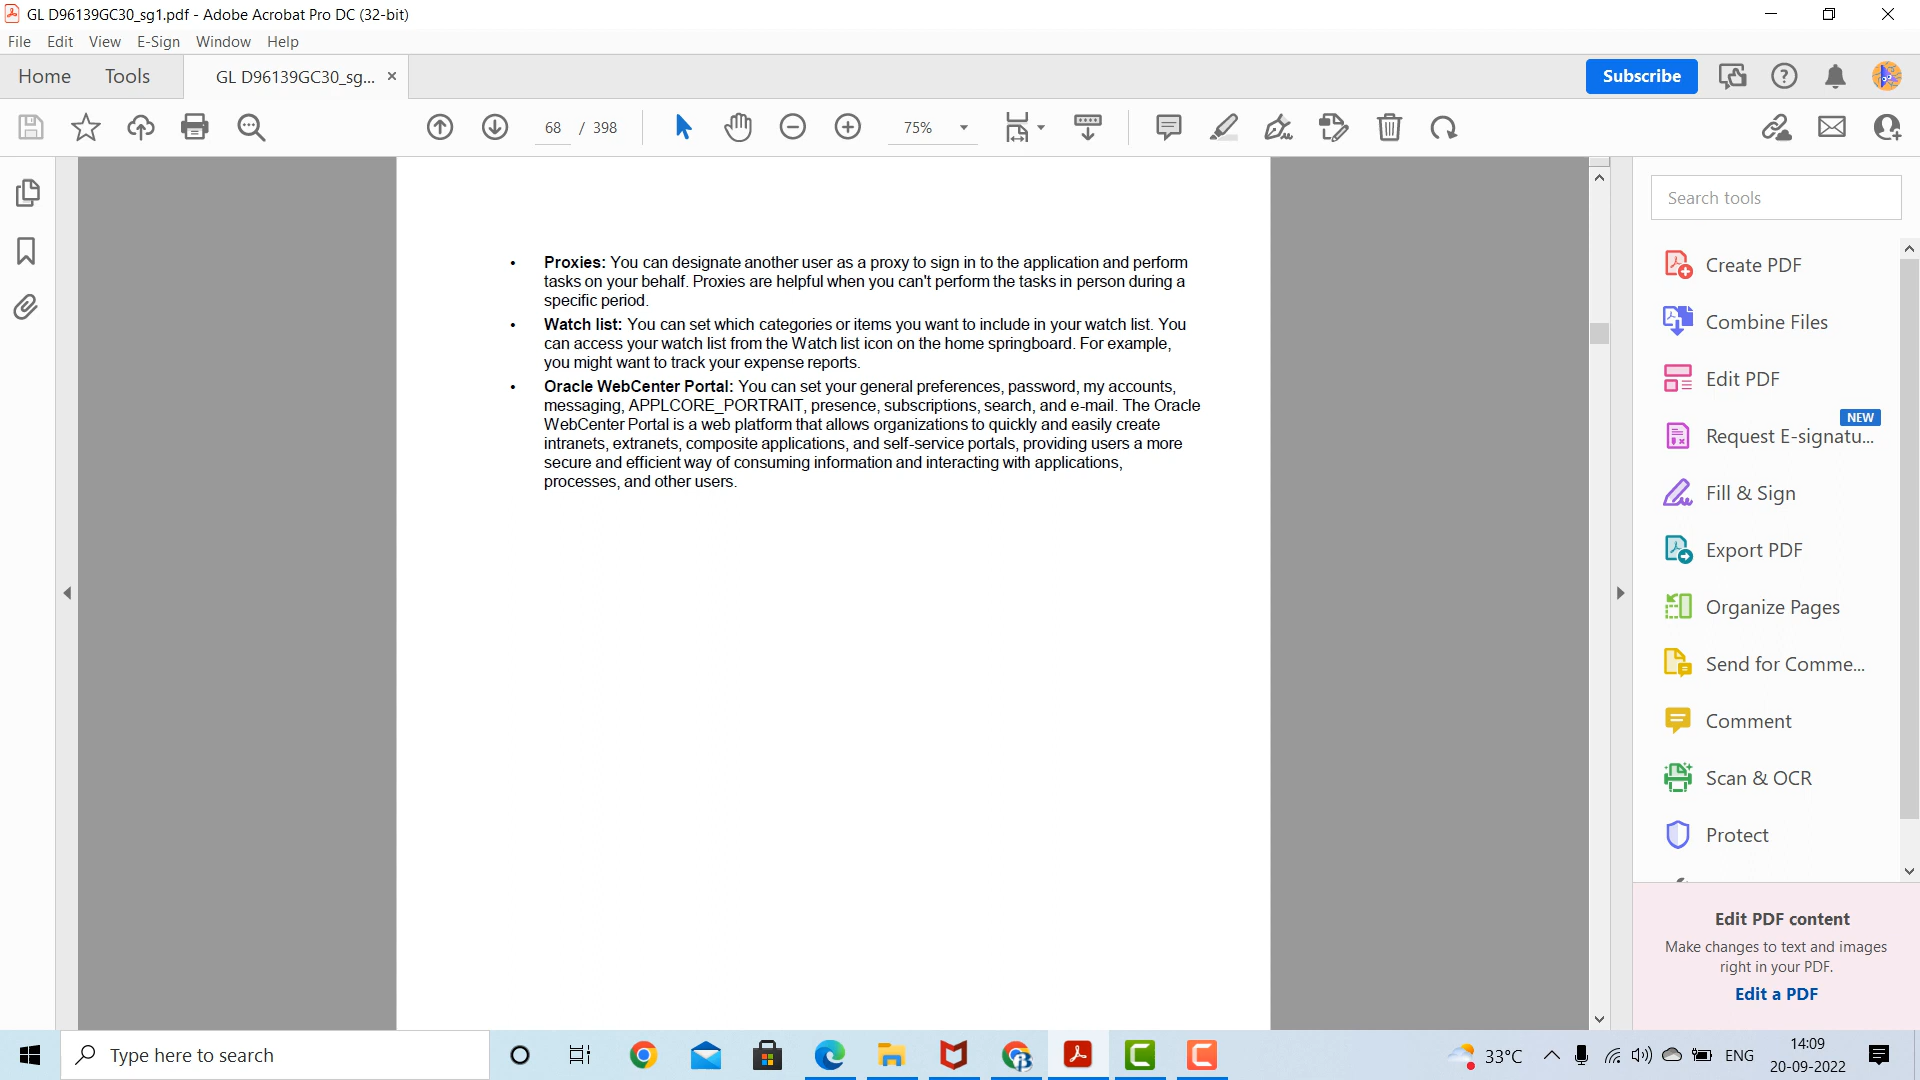 GL D96139GC30_sg1.pdf - Adobe Acrobat Pro DC (32-bit)
File Edit View E-Sign Window Help
Home Tools GL D96139GC30_sg... ×
Subscribe
68 / 398
75%
Search tools
• Proxies: You can designate another user as a proxy to sign in to the application and perform
tasks on your behalf. Proxies are helpful when you can't perform the tasks in person during a
specific period.
• Watch list: You can set which categories or items you want to include in your watch list. You
can access your watch list from the Watch list icon on the home springboard. For example,
you might want to track your expense reports.
• Oracle WebCenter Portal: You can set your general preferences, password, my accounts,
messaging, APPLCORE_PORTRAIT, presence, subscriptions, search, and e-mail. The Oracle
WebCenter Portal is a web platform that allows organizations to quickly and easily create
intranets, extranets, composite applications, and self-service portals, providing users a more
secure and efficient way of consuming information and interacting with applications,
processes, and other users.
Create PDF
Combine Files
Edit PDF
NEW
Request E-signatu...
Fill & Sign
Export PDF
Organize Pages
Send for Comme...
Comment
Scan & OCR
Protect
Edit PDF content
Make changes to text and images
right in your PDF.
Edit a PDF
Type here to search
33°C
ENG
14:09
20-09-2022